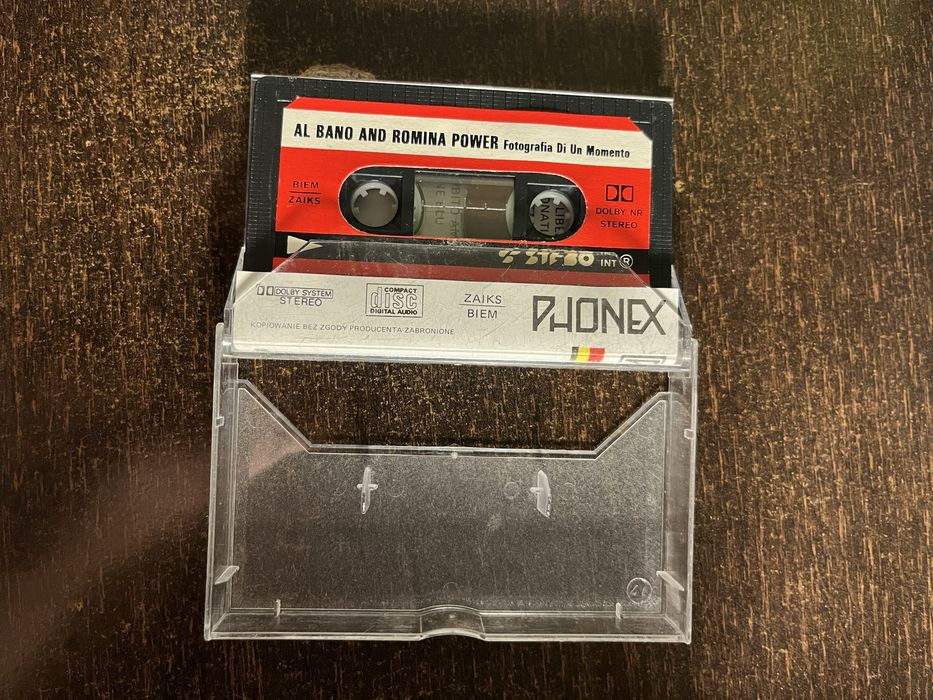 AL BANO AND ROMINA POWER Fotografia Di Un Momento
BIEM
ZAIKS
DOLBY NR
STEREO
INT R
DOLBY SYSTEM
STEREO
COMPACT
disc
DIGITAL AUDIO
ZAIKS
BIEM
PHONEX
KOPIOWANIE BEZ ZGODY PRODUCENTA ZABRONIONE